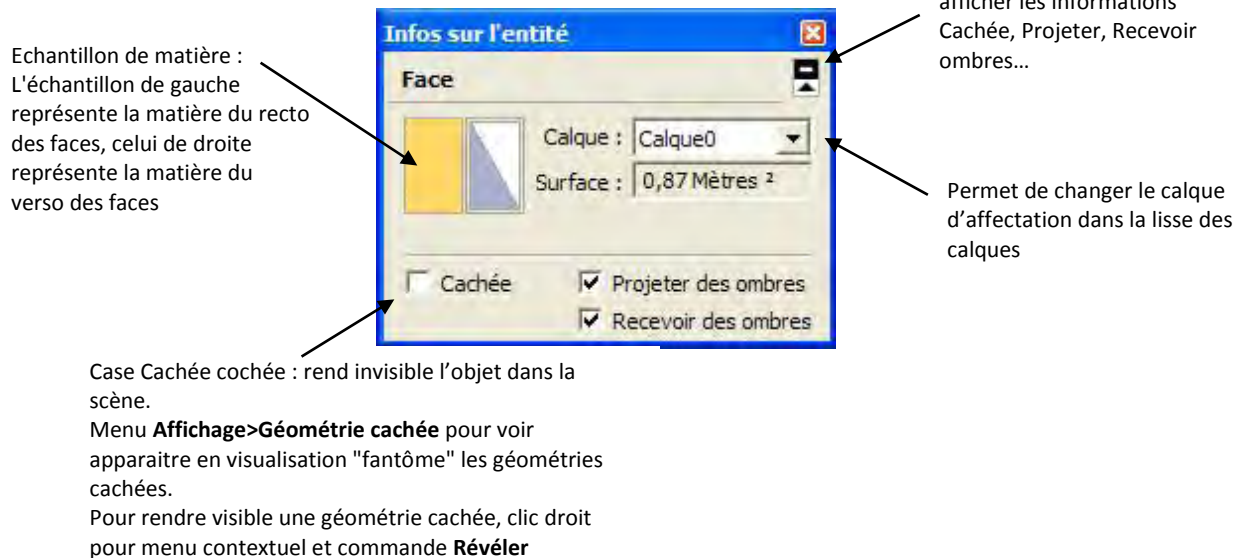 afficher les informations
Cachée, Projeter, Recevoir
ombres…
Echantillon de matière :
L'échantillon de gauche
représente la matière du recto
des faces, celui de droite
représente la matière du
verso des faces
Infos sur l'entité
Face
Calque : Calque0
Surface : 0,87 Mètres ²
Cachée
Projeter des ombres
Recevoir des ombres
Permet de changer le calque
d’affectation dans la lisse des
calques
Case Cachée cochée : rend invisible l’objet dans la
scène.
Menu Affichage>Géométrie cachée pour voir
apparaitre en visualisation "fantôme" les géométries
cachées.
Pour rendre visible une géométrie cachée, clic droit
pour menu contextuel et commande Révéler